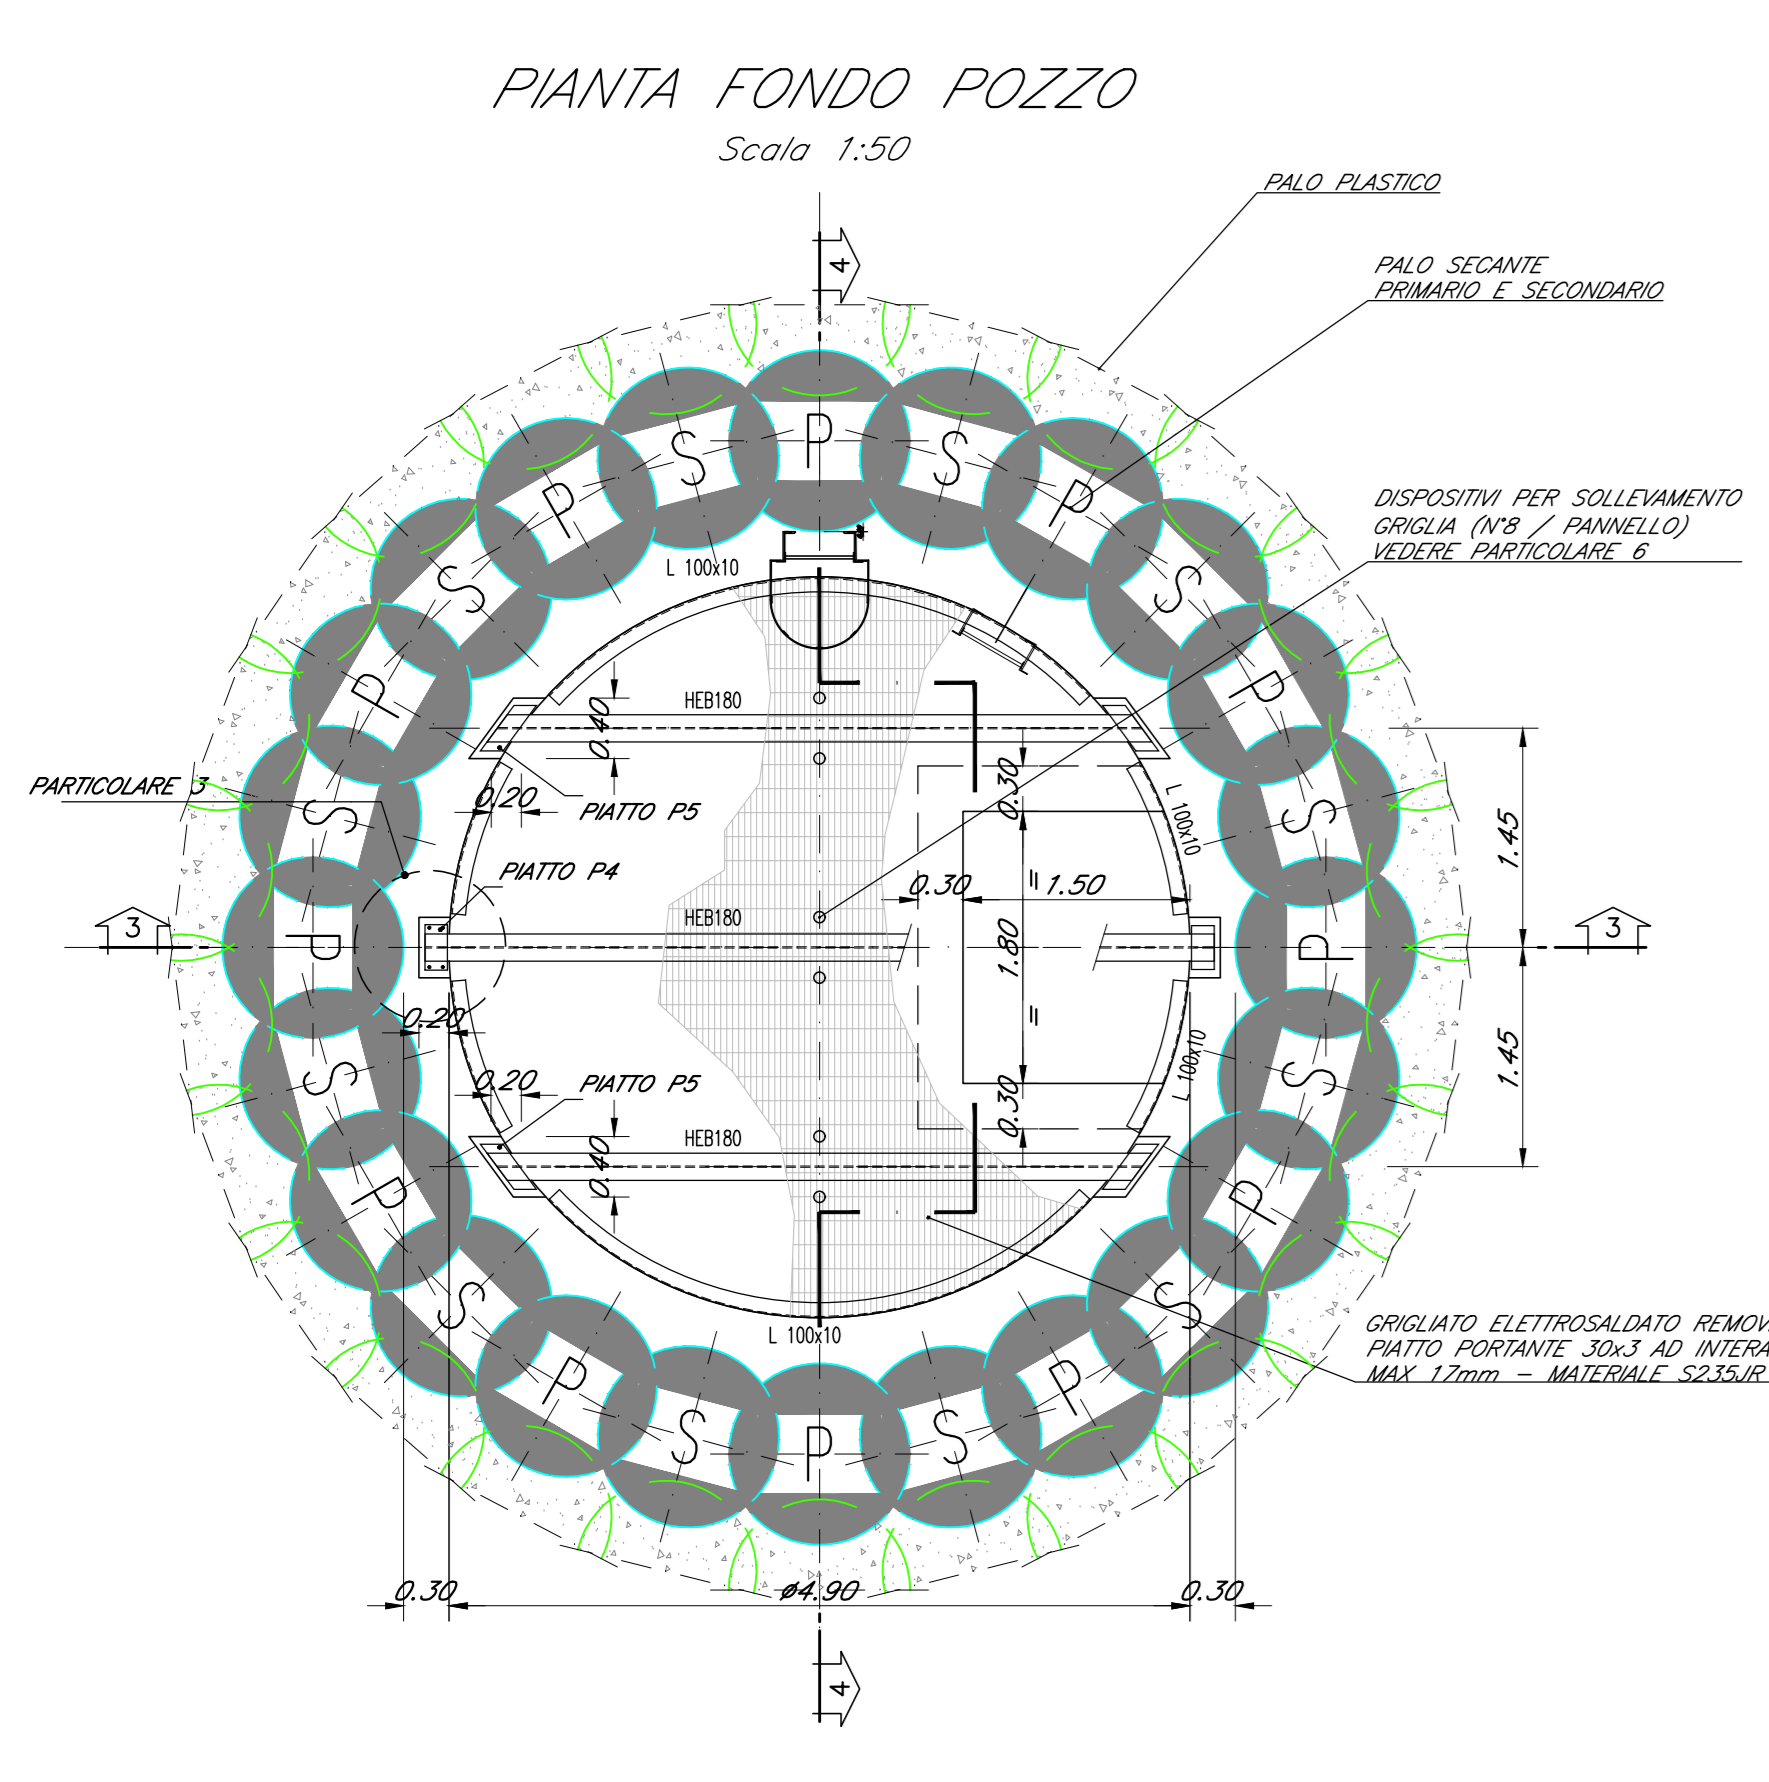 PIANTA FONDO POZZO
Scala 1:50
PALO PLASTICO
4
PALO SECANTE
PRIMARIO E SECONDARIO
P
S
S
P
P
DISPOSITIVI PER SOLLEVAMENTO
GRIGLIA (N°8 / PANNELLO)
VEDERE PARTICOLARE 6
L 100x10
S
S
P
P
HEB180
0.40
0.30
PARTICOLARE 3
0.20
PIATTO P5
L 100x10
S
S
1.45
PIATTO P4
0.30
=
1.50
HEB180
3
3
P
P
1.80
0.20
=
1.45
L 100x10
S
S
0.20
PIATTO P5
0.30
HEB180
0.40
P
P
S
S
L 100x10
GRIGLIATO ELETTROSALDATO
PIATTO PORTANTE 30x3 AD
MAX 17mm - MATERIALE S235JR
P
P
S
S
P
0.30
ø4.90
0.30
4